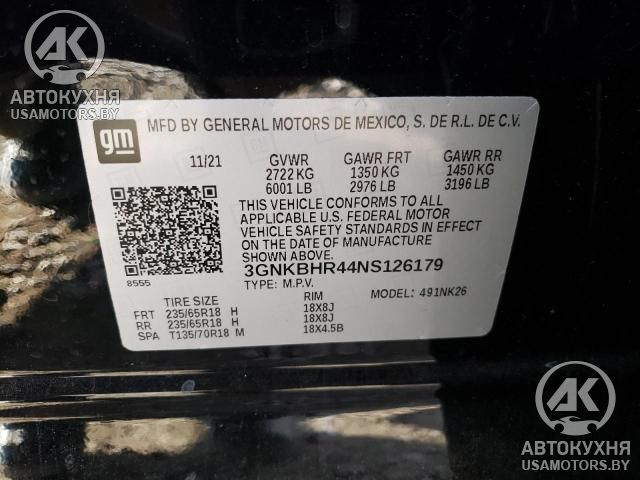 АК
АВТОКУХНЯ
USAMOTORS.BY
gm MFD BY GENERAL MOTORS DE MEXICO, S. DE R.L. DE C.V.
11/21 GVWR GAWR FRT GAWR RR
2722 KG 1350 KG 1450 KG
6001 LB 2976 LB 3196 LB
THIS VEHICLE CONFORMS TO ALL
APPLICABLE U.S. FEDERAL MOTOR
VEHICLE SAFETY STANDARDS IN EFFECT
ON THE DATE OF MANUFACTURE
SHOWN ABOVE.
3GNKBHR44NS126179
8555 TYPE: M.P.V. MODEL: 491NK26
TIRE SIZE RIM
FRT 235/65R18 H 18X8J
RR 235/65R18 H 18X8J
SPA T135/70R18 M 18X4.5B
АК
АВТОКУХНЯ
USAMOTORS.BY